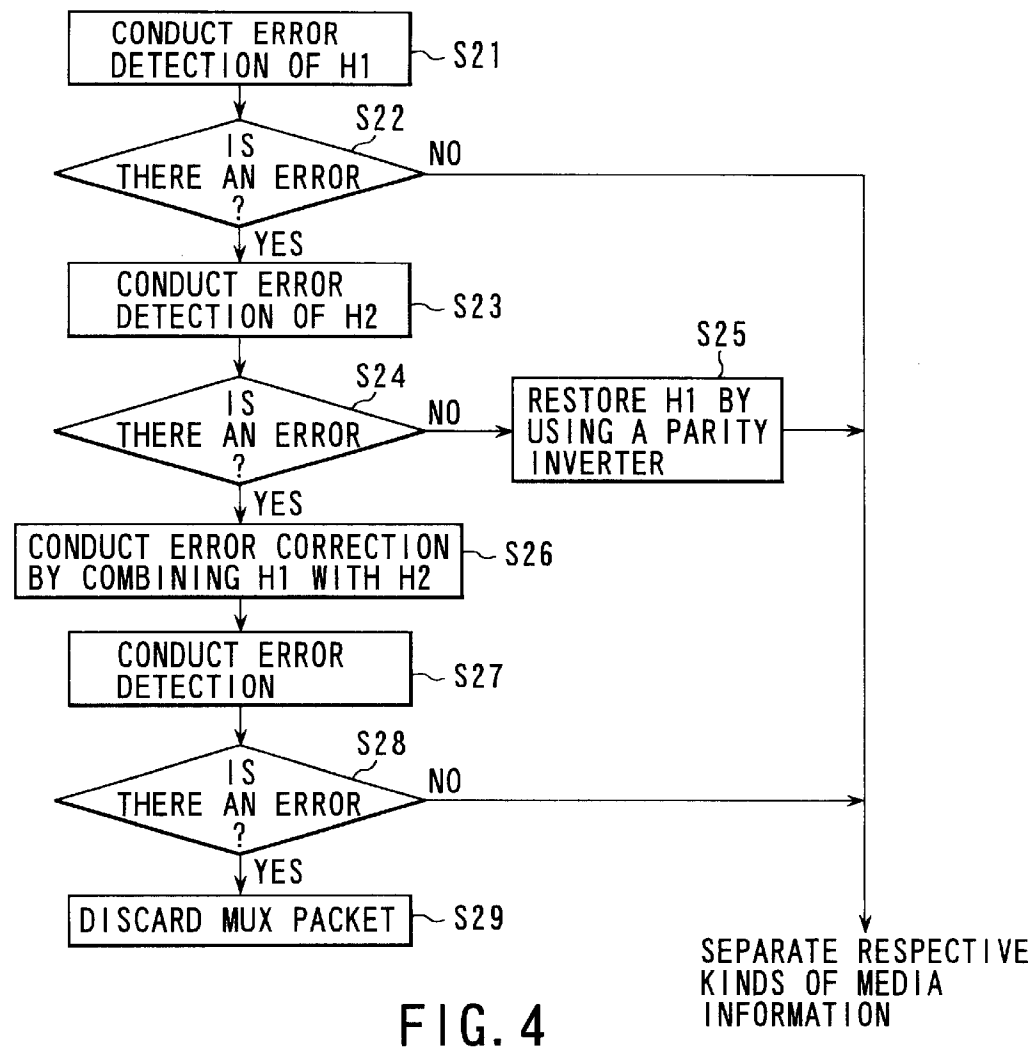 CONDUCT ERROR
DETECTION OF H1
S21
S22
IS
THERE AN ERROR
?
NO
YES
CONDUCT ERROR
DETECTION OF H2
S23
S24
IS
THERE AN ERROR
?
NO
S25
RESTORE H1 BY
USING A PARITY
INVERTER
YES
CONDUCT ERROR CORRECTION
BY COMBINING H1 WITH H2
S26
CONDUCT ERROR
DETECTION
S27
S28
IS
THERE AN ERROR
?
NO
YES
DISCARD MUX PACKET
S29
SEPARATE RESPECTIVE
KINDS OF MEDIA
INFORMATION
FIG. 4